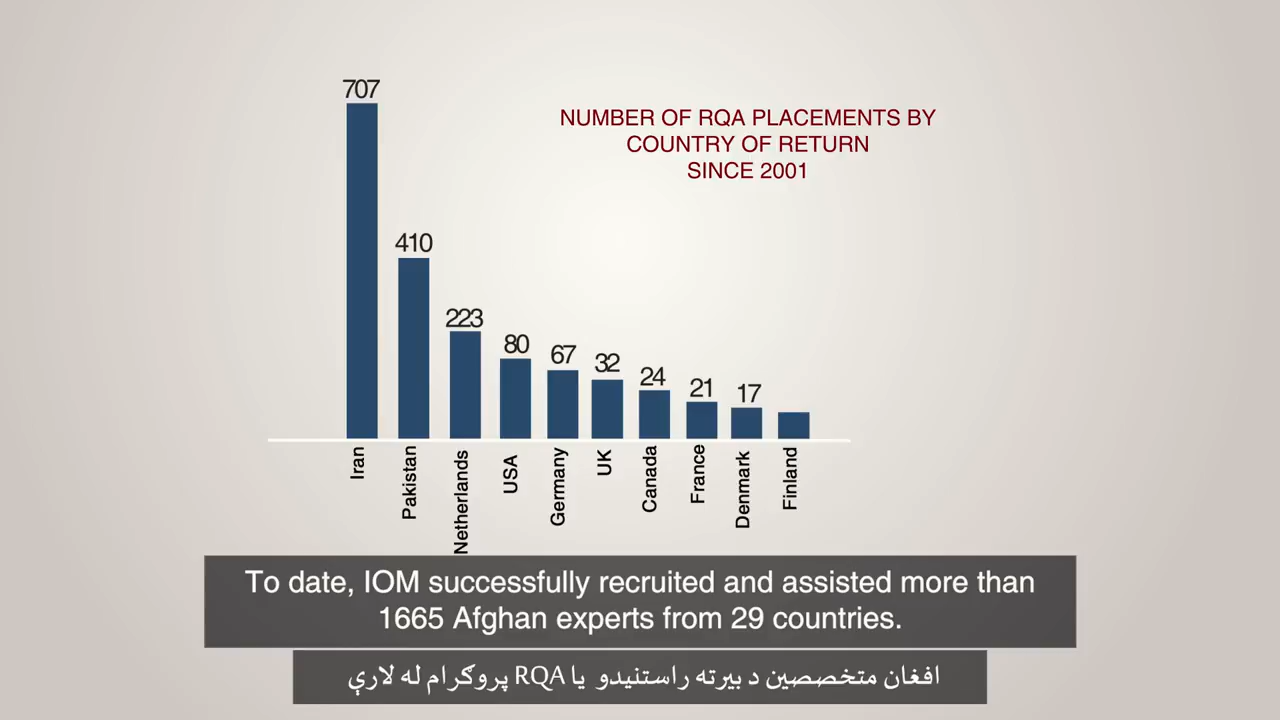 707
410
223
80
67
32
24
21
17
NUMBER OF RQA PLACEMENTS BY
COUNTRY OF RETURN
SINCE 2001
Iran
Pakistan
Netherlands
USA
Germany
UK
Canada
France
Denmark
Finland
To date, IOM successfully recruited and assisted more than
1665 Afghan experts from 29 countries.
افغان متخصصین د بیرته راستنیدو یا RQA پروګرام له لارې